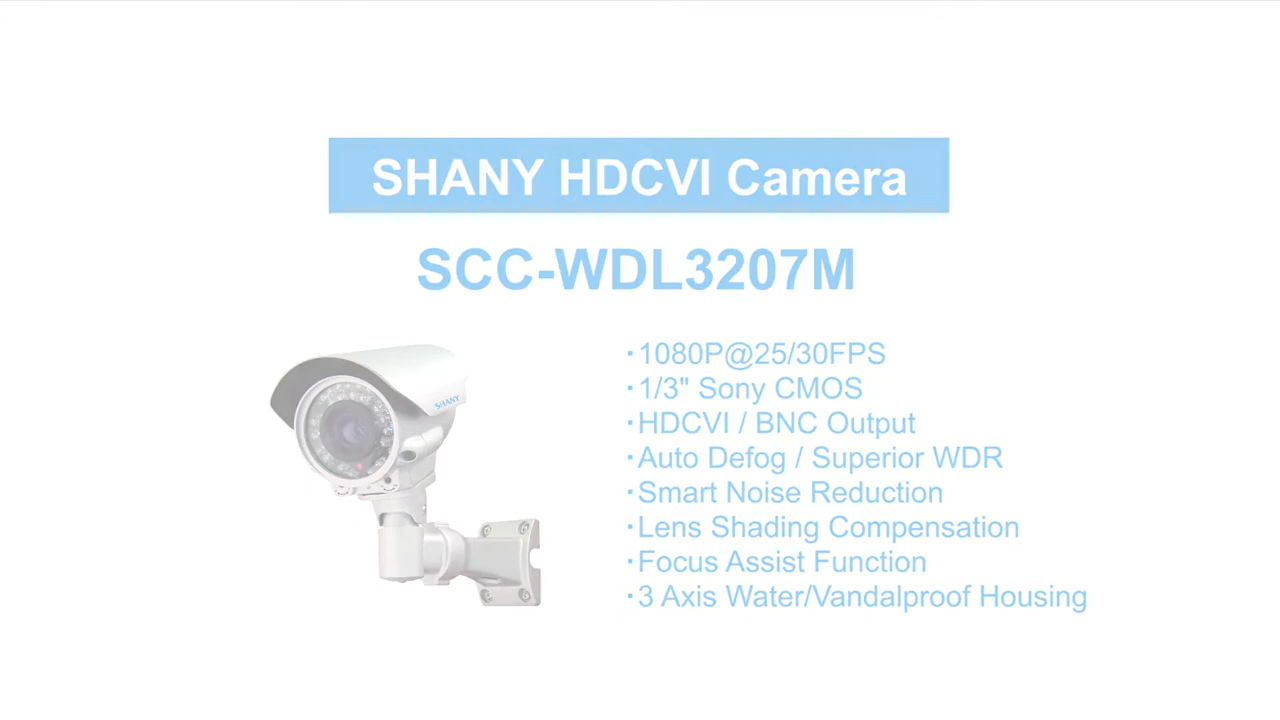 SHANY HDCVI Camera
SCC-WDL3207M
SHANY
·1080P@25/30FPS
·1/3" Sony CMOS
·HDCVI / BNC Output
·Auto Defog / Superior WDR
·Smart Noise Reduction
·Lens Shading Compensation
·Focus Assist Function
·3 Axis Water/Vandalproof Housing